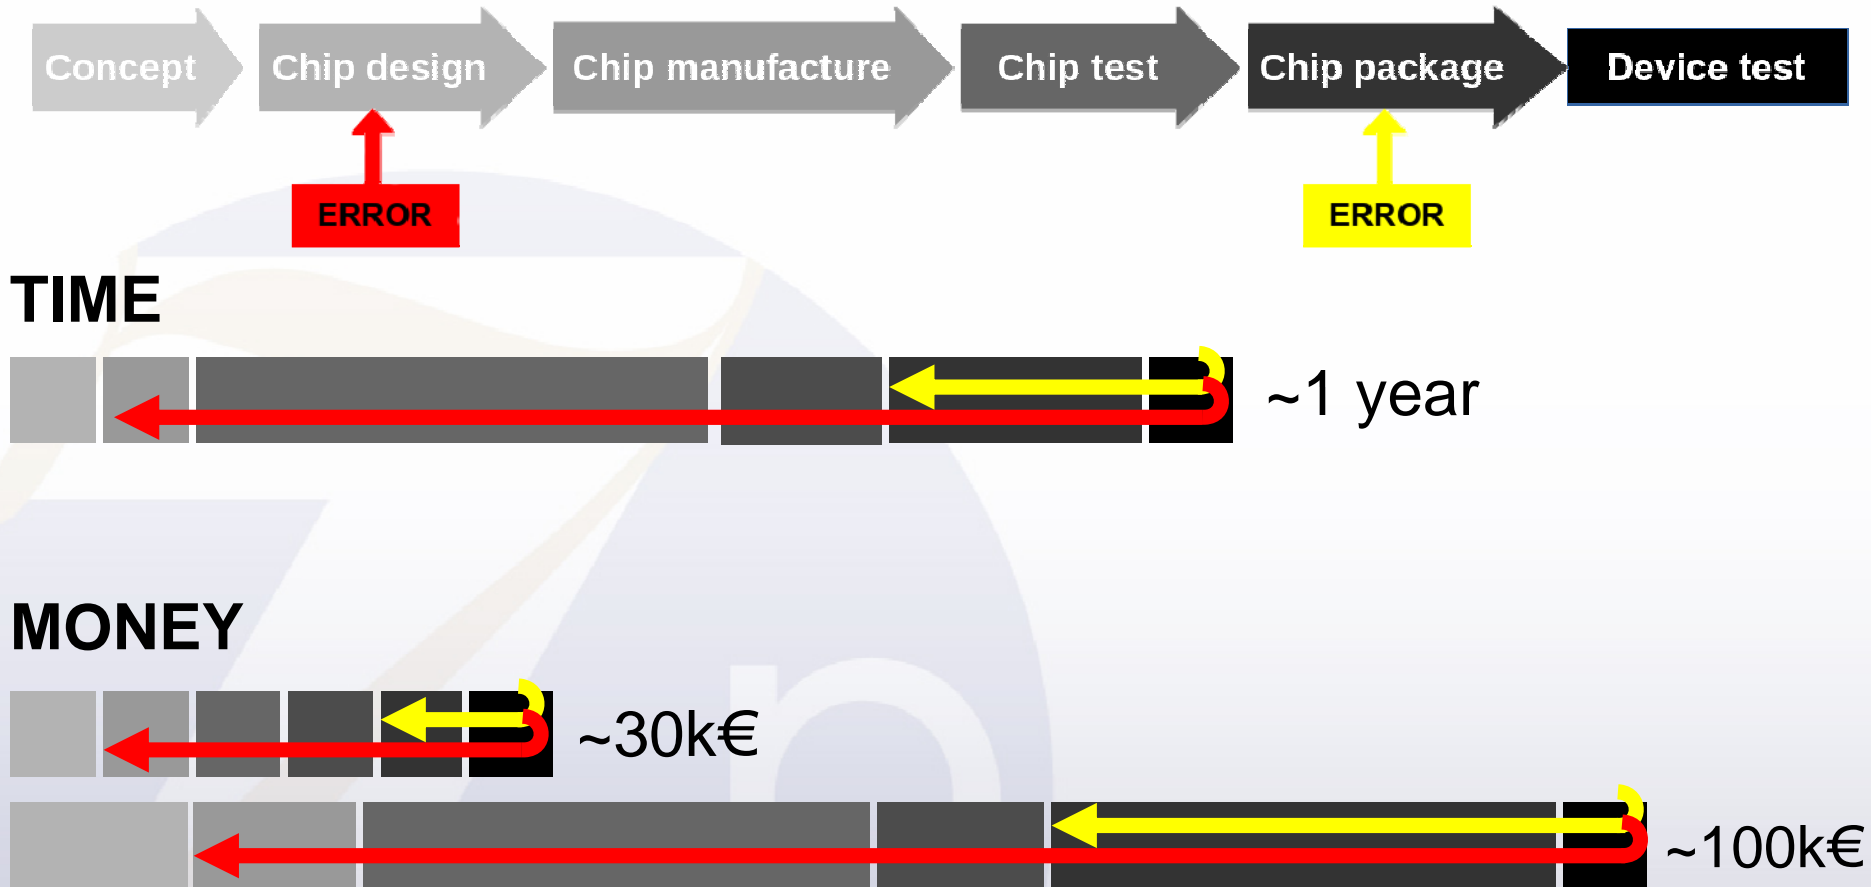 Concept
Chip design
Chip manufacture
Chip test
Chip package
Device test
ERROR
ERROR
TIME
~1 year
MONEY
~30k€
~100k€